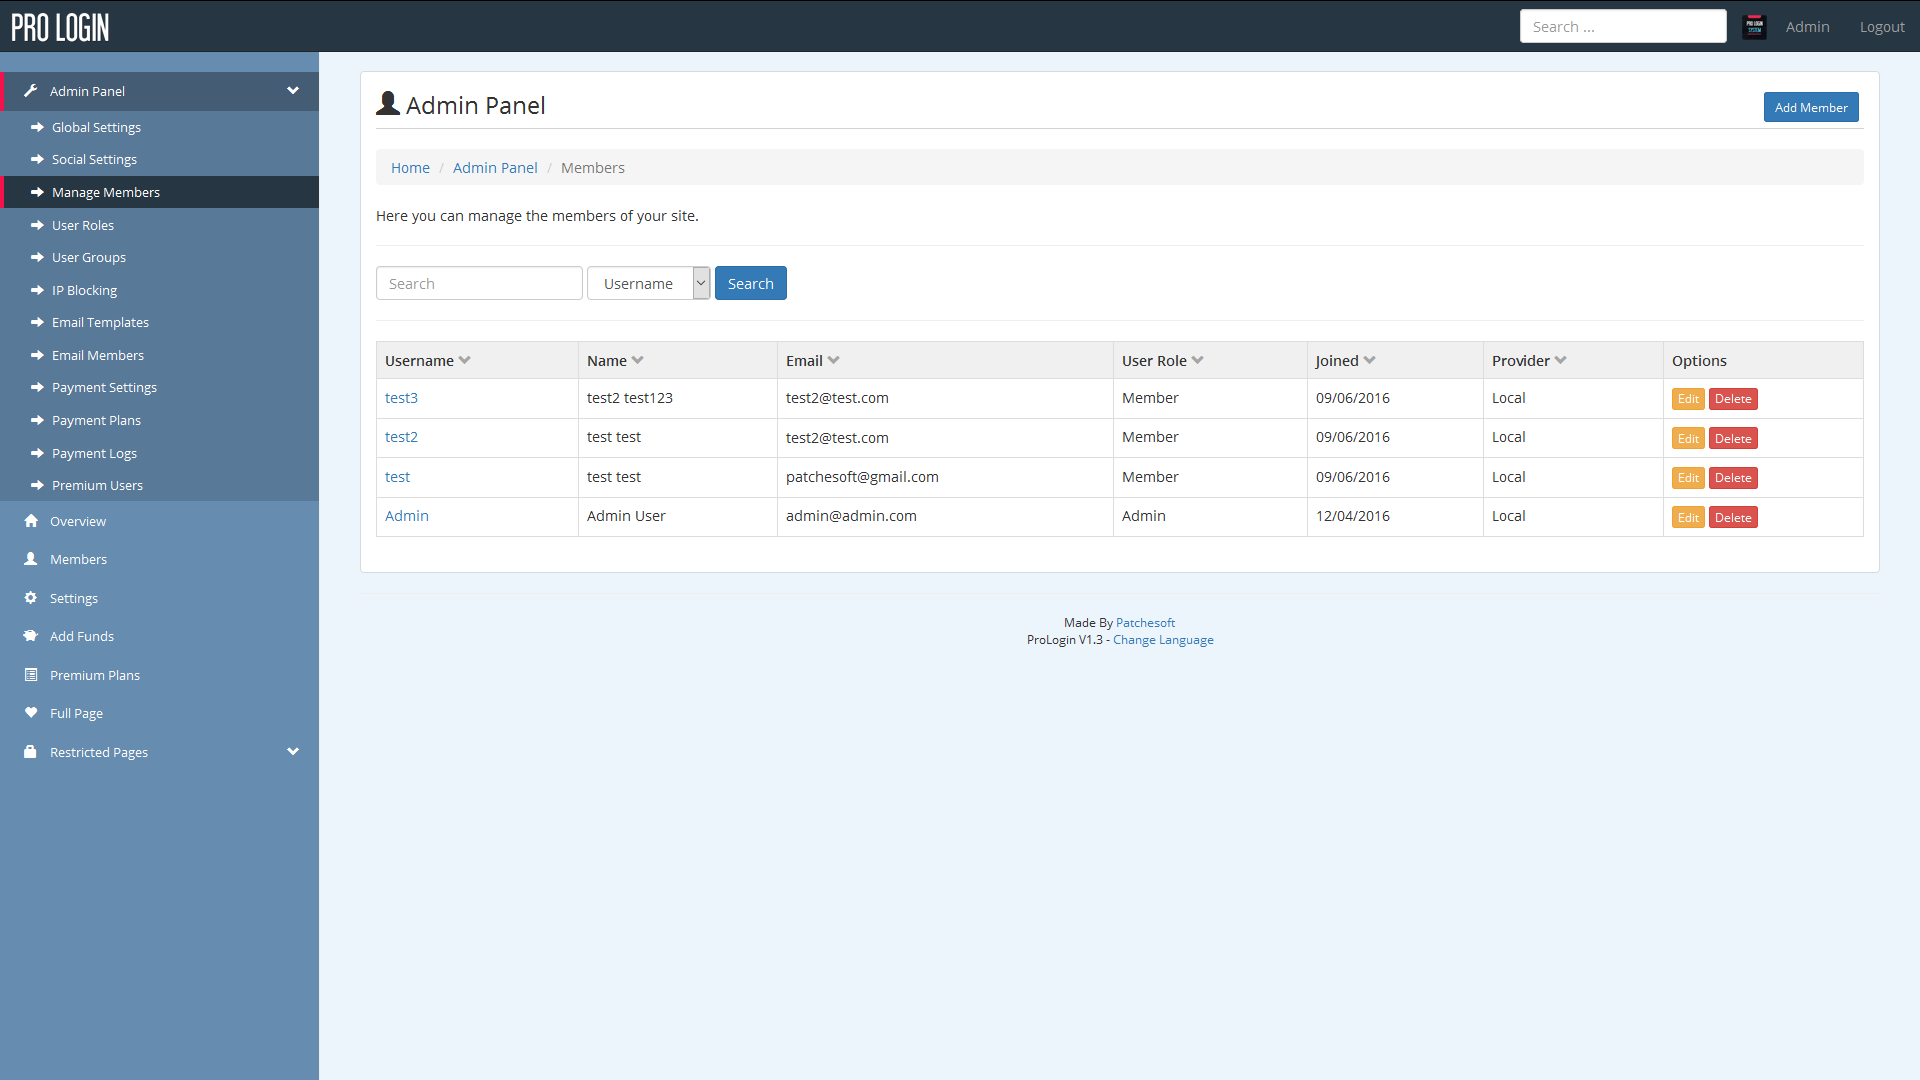 PRO LOGIN
Search ...
Admin
Logout
Admin Panel
Global Settings
Social Settings
Manage Members
User Roles
User Groups
IP Blocking
Email Templates
Email Members
Payment Settings
Payment Plans
Payment Logs
Premium Users
Overview
Members
Settings
Add Funds
Premium Plans
Full Page
Restricted Pages
Admin Panel
Add Member
Home / Admin Panel / Members
Here you can manage the members of your site.
Search Username Search
Username Name Email User Role Joined Provider Options
test3 test2 test123 test2@test.com Member 09/06/2016 Local Edit Delete
test2 test test test2@test.com Member 09/06/2016 Local Edit Delete
test test test patchesoft@gmail.com Member 09/06/2016 Local Edit Delete
Admin Admin User admin@admin.com Admin 12/04/2016 Local Edit Delete
Made By Patchesoft
ProLogin V1.3 - Change Language